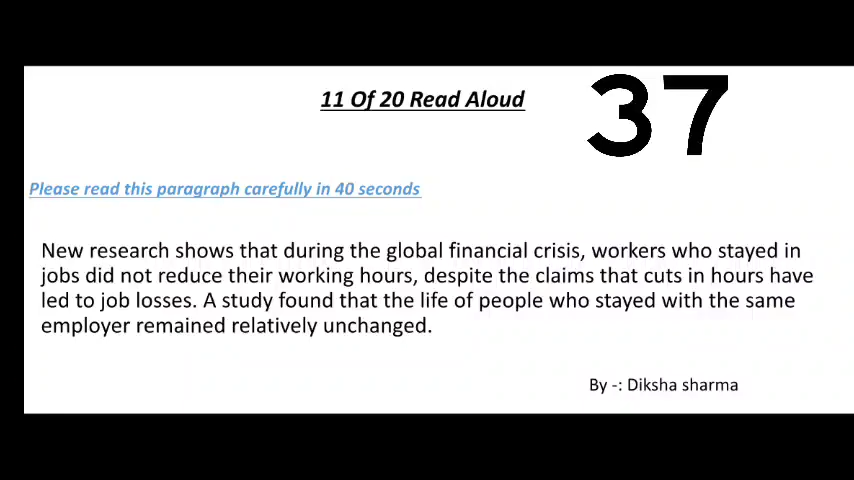 11 Of 20 Read Aloud
37
Please read this paragraph carefully in 40 seconds
New research shows that during the global financial crisis, workers who stayed in
jobs did not reduce their working hours, despite the claims that cuts in hours have
led to job losses. A study found that the life of people who stayed with the same
employer remained relatively unchanged.
By -: Diksha sharma